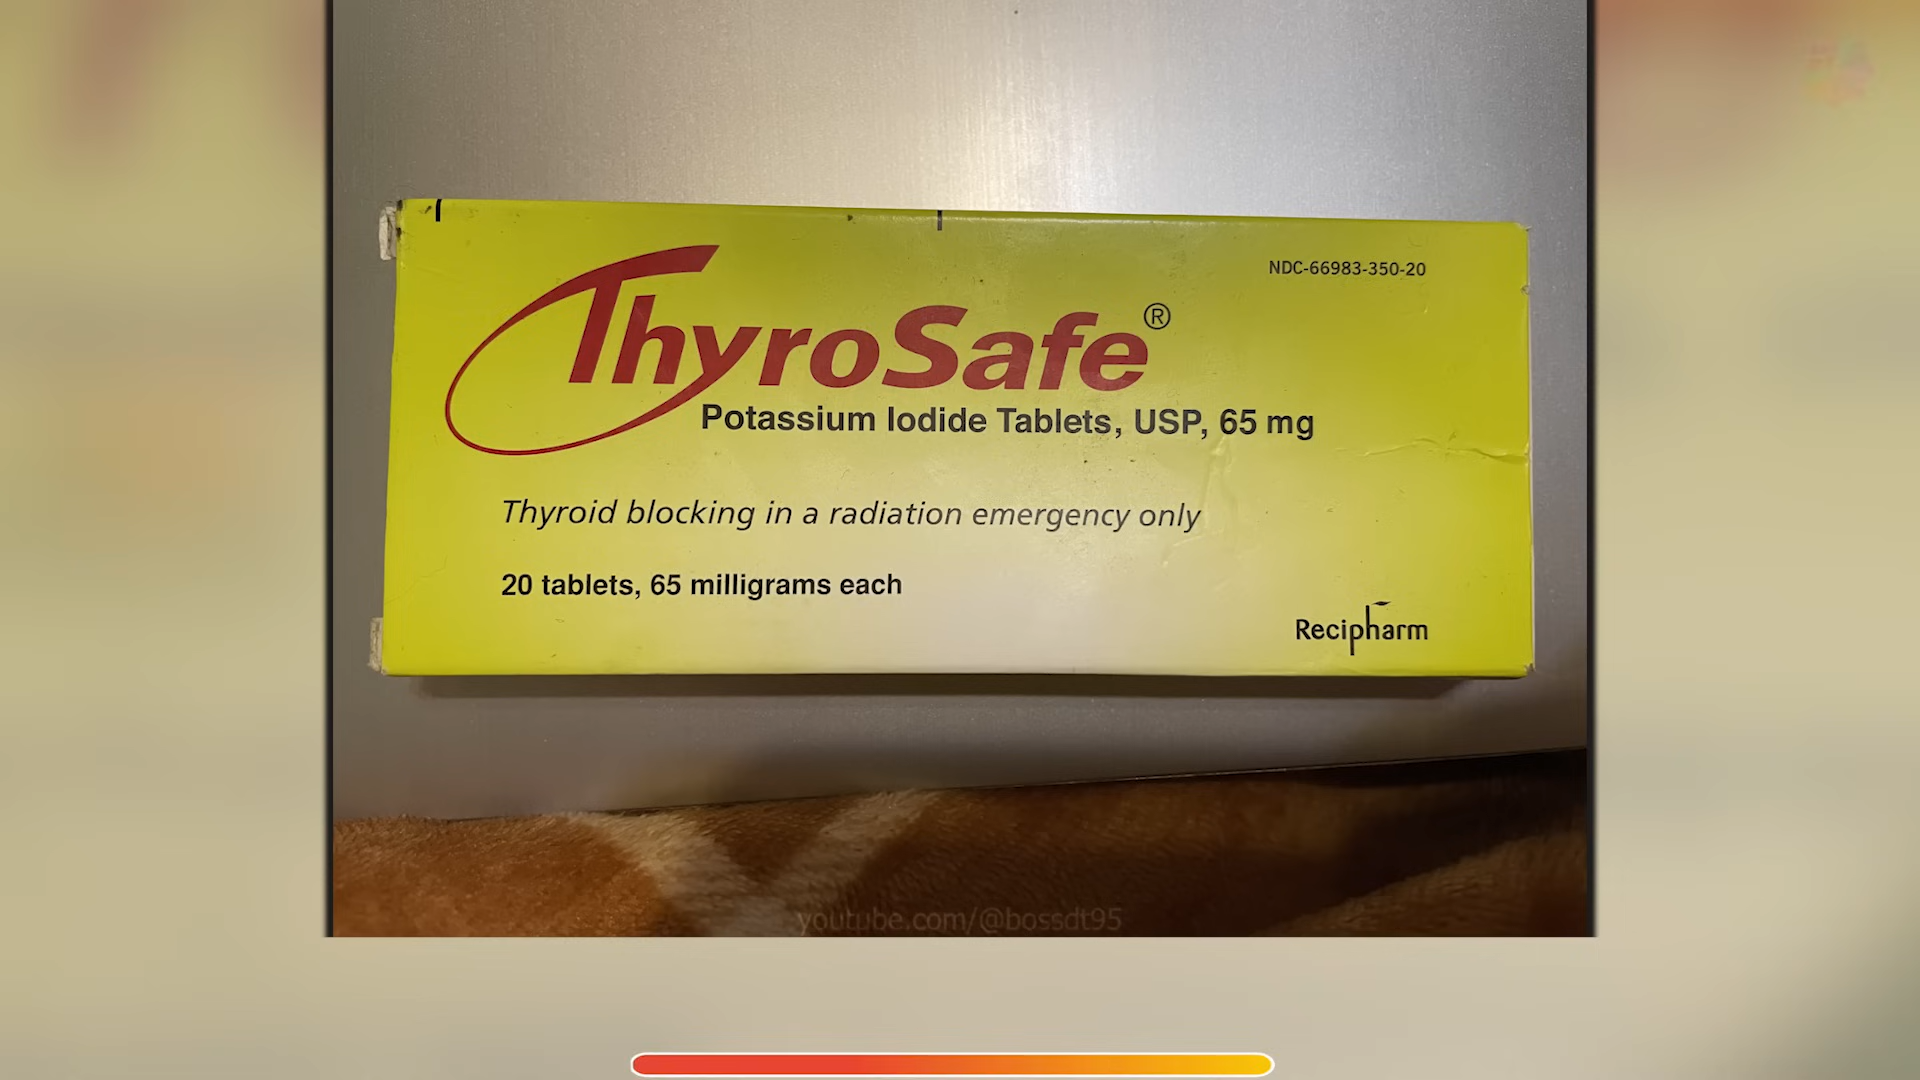 NDC-66983-350-20
ThyroSafe®
Potassium Iodide Tablets, USP, 65 mg
Thyroid blocking in a radiation emergency only
20 tablets, 65 milligrams each
Recipharm
youtube.com/@bossdt95